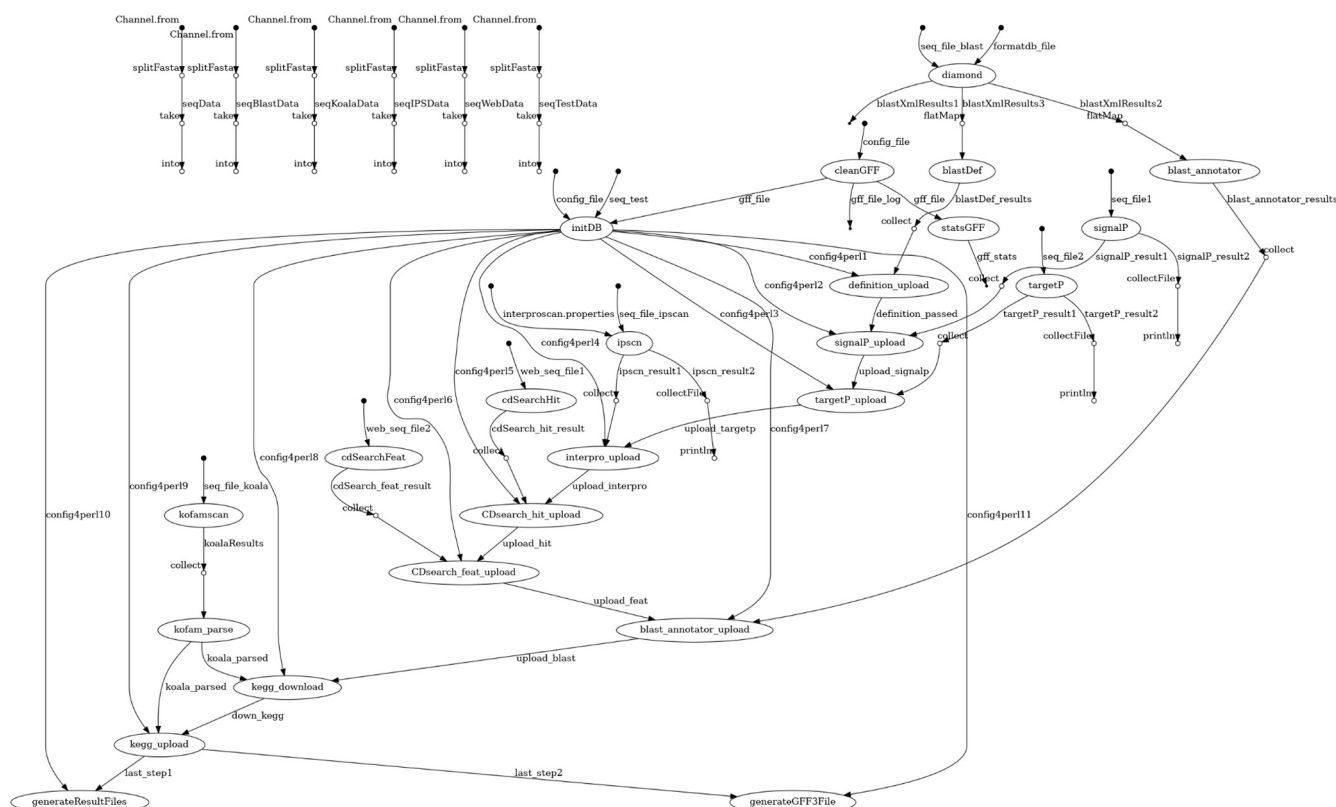 Channel.from
Channel.from
Channel.from
Channel.from
Channel.from
Channel.from
seq_file_blast
formatdb_file
splitFasta
splitFasta
splitFasta
splitFasta
splitFasta
splitFasta
diamond
seqData
seqBlastData
seqKoalaData
seqIPSData
seqWebData
seqTestData
blastXmlResults1
blastXmlResults3
blastXmlResults2
take
take
take
take
take
take
flatMap
flatMap
config_file
into
into
into
into
into
into
cleanGFF
blastDef
blast_annotator
config_file
seq_test
gff_file
gff_file_log
gff_file
blastDef_results
seq_file1
blast_annotator_results
collect
initDB
statsGFF
signalP
collect
config4perl1
gff_stats
seq_file2
signalP_result1
signalP_result2
collect
collectFile
config4perl2
definition_upload
targetP
interproscan.properties
seq_file_ipscan
config4perl3
definition_passed
targetP_result1
targetP_result2
collect
collectFile
println
config4perl4
ipscn
signalP_upload
config4perl5
web_seq_file1
ipscn_result1
ipscn_result2
upload_signalp
config4perl6
cdSearchHit
collect
collectFile
targetP_upload
println
web_seq_file2
cdSearch_hit_result
upload_targetp
config4perl7
config4perl8
cdSearchFeat
collect
interpro_upload
println
config4perl10
config4perl9
seq_file_koala
cdSearch_feat_result
upload_interpro
config4perl11
kofamscan
collect
CDsearch_hit_upload
koalaResults
upload_hit
collect
CDsearch_feat_upload
upload_feat
kofam_parse
blast_annotator_upload
koala_parsed
koala_parsed
upload_blast
kegg_download
down_kegg
kegg_upload
last_step1
last_step2
generateResultFiles
generateGFF3File